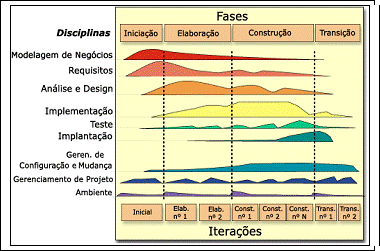 Fases
Disciplinas
Iniciação Elaboração Construção Transição
Modelagem de Negócios
Requisitos
Análise e Design
Implementação
Teste
Implantação
Geren. de
Configuração e Mudança
Gerenciamento de Projeto
Ambiente
Inicial Elab. nº 1 Elab. nº 2 Const. nº 1 Const. nº 2 Const. nº N Trans. nº 1 Trans. nº 2
Iterações